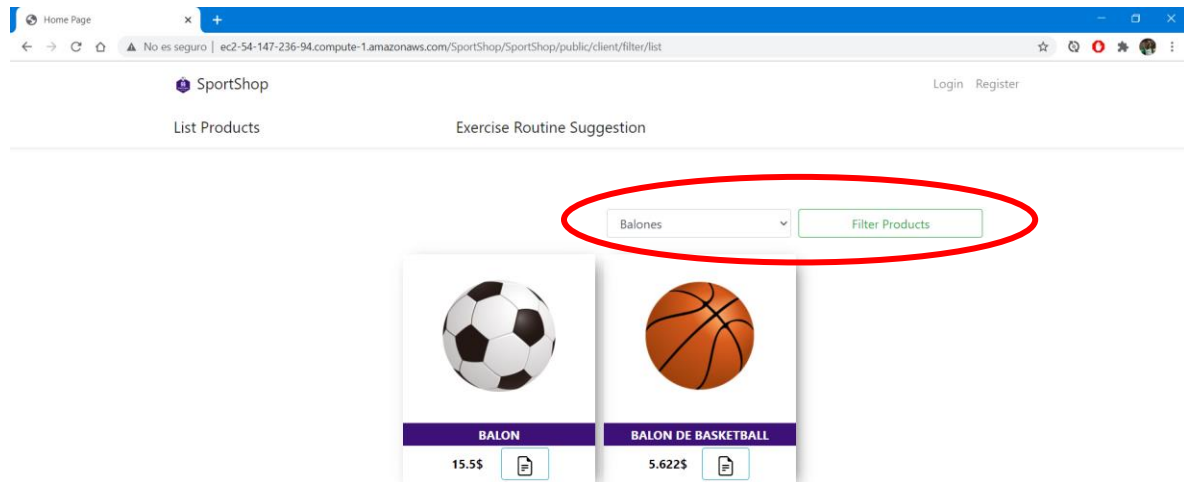 Home Page
No es seguro | ec2-54-147-236-94.compute-1.amazonaws.com/SportShop/SportShop/public/client/filter/list
SportShop Login Register
List Products Exercise Routine Suggestion
Balones Filter Products
BALON BALON DE BASKETBALL
15.5$ 5.622$